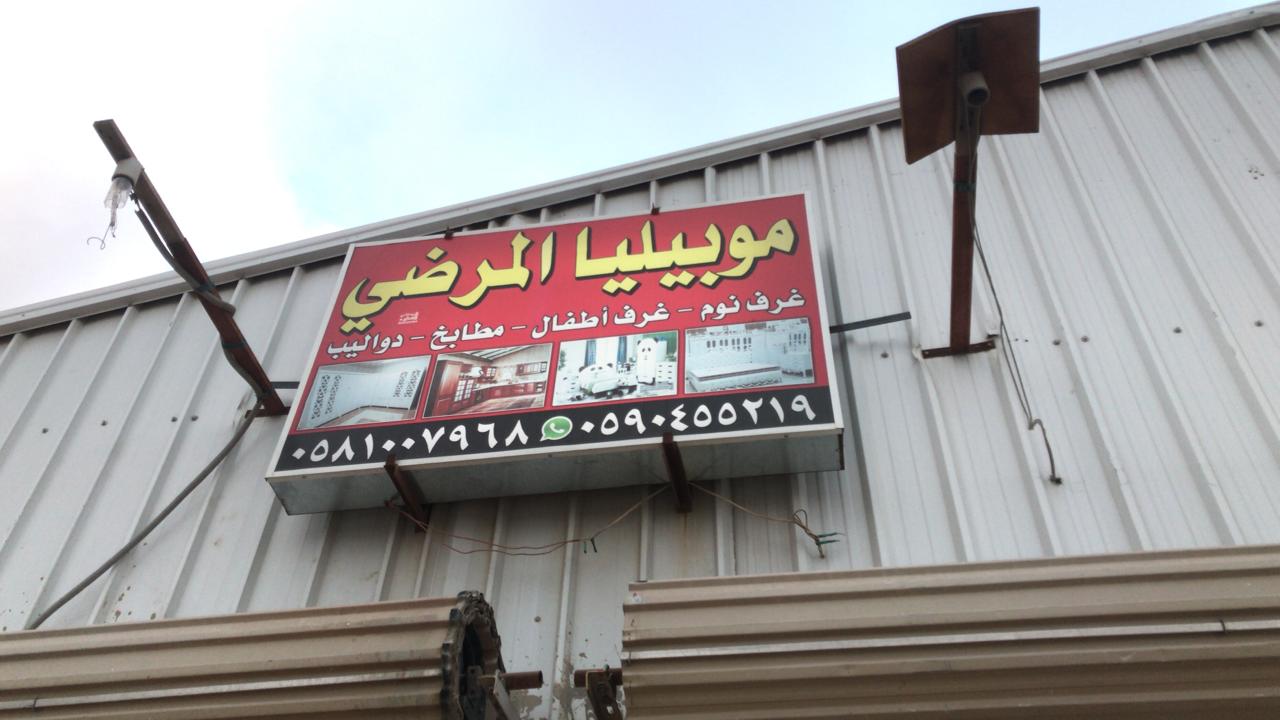 موبيليا المرضي
غرف نوم - غرف أطفال - مطابخ - دواليب
٠٥٨١٠٠٧٩٦٨ ٠٥٩٠٤٥٥٢١٩